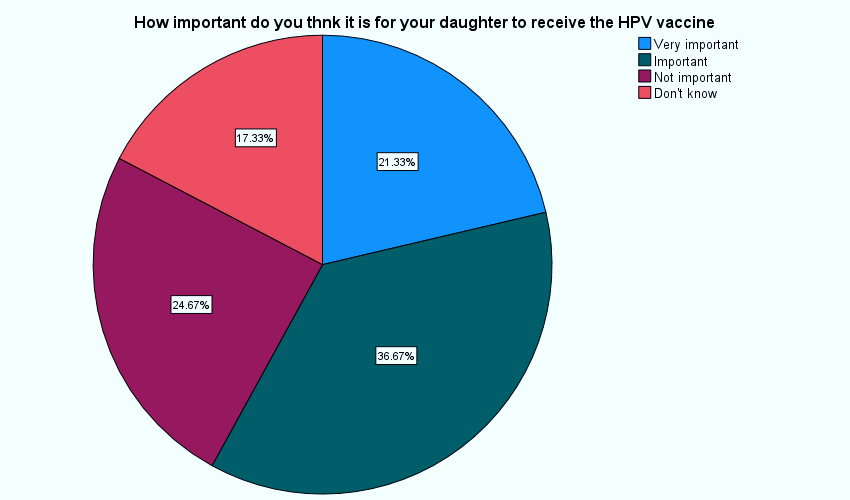 How important do you thnk it is for your daughter to receive the HPV vaccine
Very important
Important
Not important
Don't know
17.33%
21.33%
24.67%
36.67%